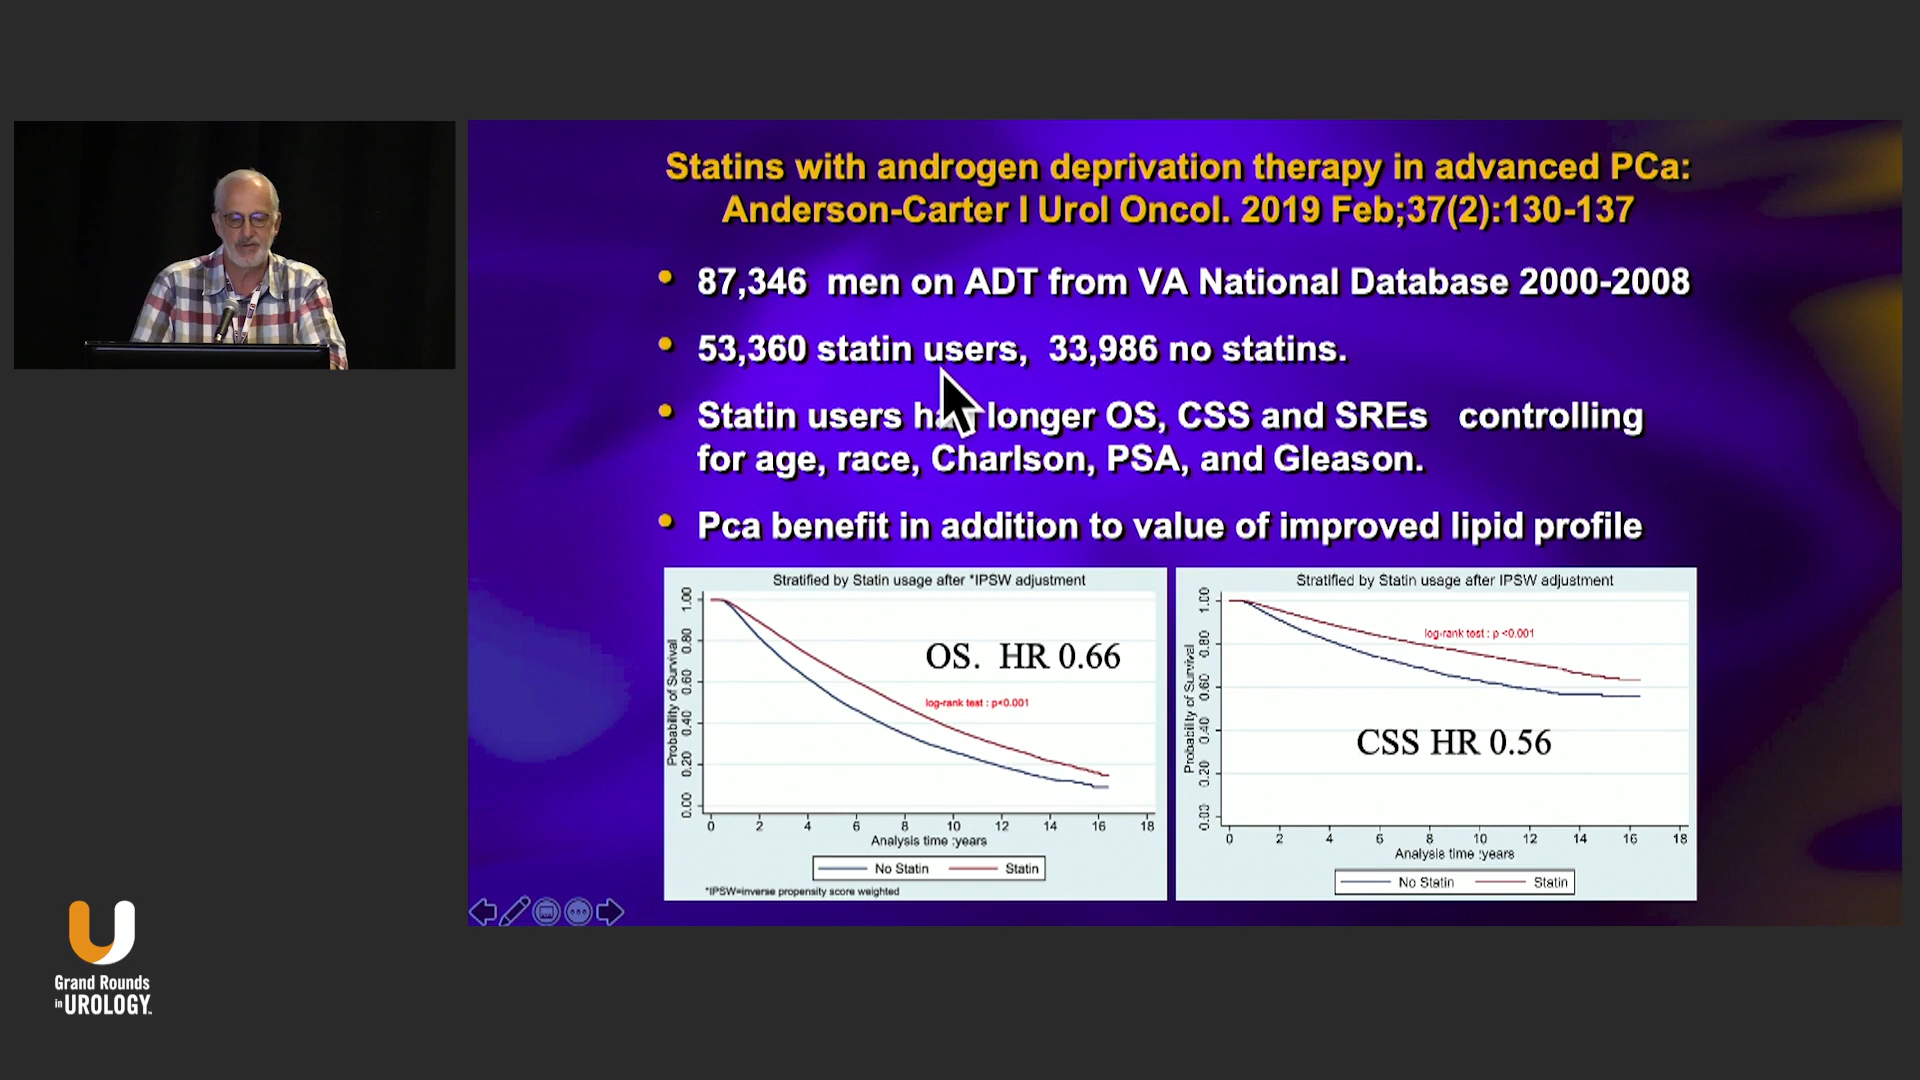 Statins with androgen deprivation therapy in advanced PCa:
Anderson-Carter I Urol Oncol. 2019 Feb;37(2):130-137
87,346 men on ADT from VA National Database 2000-2008
53,360 statin users, 33,986 no statins.
Statin users longer OS, CSS and SREs controlling
for age, race, Charlson, PSA, and Gleason.
Pca benefit in addition to value of improved lipid profile
Stratified by Statin usage after *IPSW adjustment
Probability of Survival
1.00
0.80
0.60
0.40
0.20
0.00
OS. HR 0.66
log-rank test : p<0.001
0 2 4 6 8 10 12 14 16 18
Analysis time :years
No Statin Statin
*IPSW=inverse propensity score weighted
Stratified by Statin usage after IPSW adjustment
Probability of Survival
1.00
0.80
0.60
0.40
0.20
0.00
log-rank test : p <0.001
CSS HR 0.56
0 2 4 6 8 10 12 14 16 18
Analysis time :years
No Statin Statin
Grand Rounds
in UROLOGY